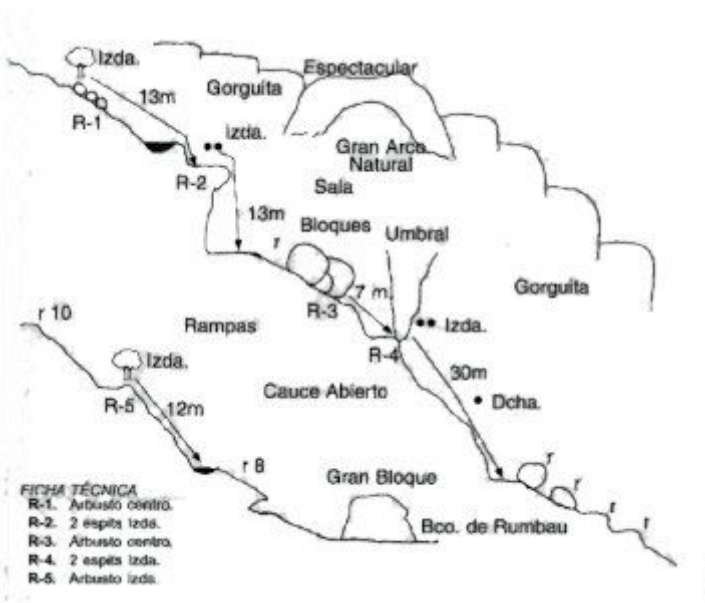 Izda.
Espectacular
Gorguíta
13m
R-1
Izda.
Gran Arco
Natural
R-2
Sala
13m
Bloques
Umbral
r
7 m.
R-3
Gorguíta
r 10
Rampas
Izda.
R-4
Izda.
30m
Cauce Abierto
Dcha.
R-5
12m
r
r 8
r
Gran Bloque
r
r
Bco. de Rumbau
FICHA TÉCNICA
R-1. Arbusto centro.
R-2. 2 espits Izda.
R-3. Arbusto centro.
R-4. 2 espits Izda.
R-5. Arbusto Izda.